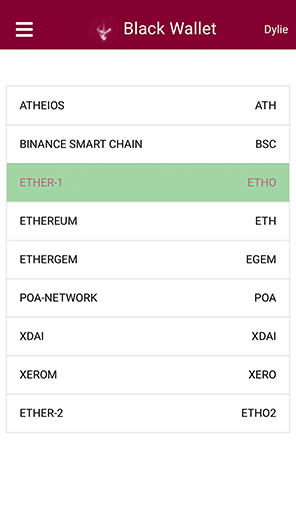 Black Wallet Dylie
ATHEIOS ATH
BINANCE SMART CHAIN BSC
ETHER-1 ETHO
ETHEREUM ETH
ETHERGEM EGEM
POA-NETWORK POA
XDAI XDAI
XEROM XERO
ETHER-2 ETHO2